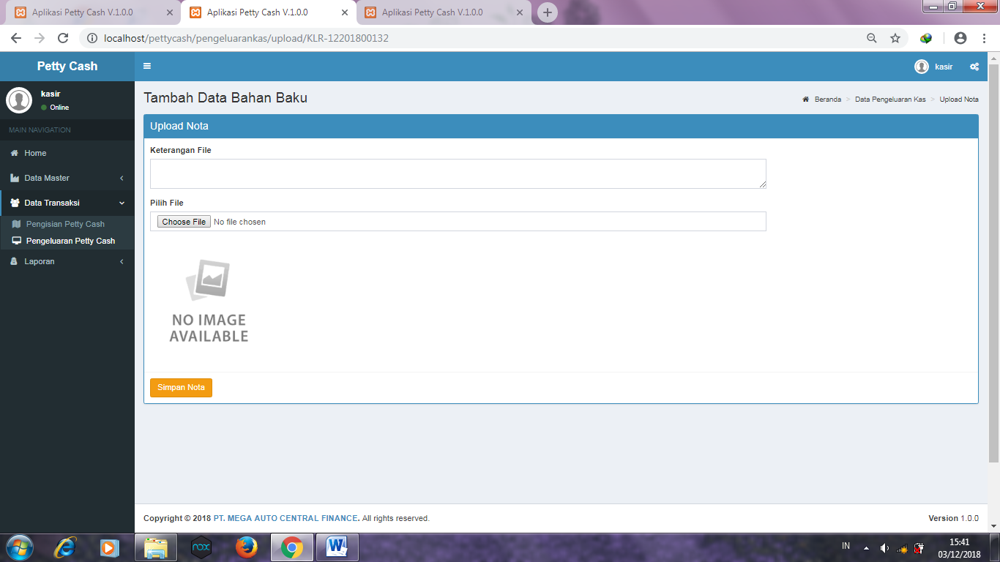 Aplikasi Petty Cash V.1.0.0
Aplikasi Petty Cash V.1.0.0
Aplikasi Petty Cash V.1.0.0
localhost/pettycash/pengeluarankas/upload/KLR-12201800132
Petty Cash
kasir
kasir
Online
MAIN NAVIGATION
Home
Data Master
Data Transaksi
Pengisian Petty Cash
Pengeluaran Petty Cash
Laporan
Tambah Data Bahan Baku
Beranda > Data Pengeluaran Kas > Upload Nota
Upload Nota
Keterangan File
Pilih File
Choose File No file chosen
NO IMAGE
AVAILABLE
Simpan Nota
Copyright © 2018 PT. MEGA AUTO CENTRAL FINANCE. All rights reserved.
Version 1.0.0
nox
IN
15:41
03/12/2018